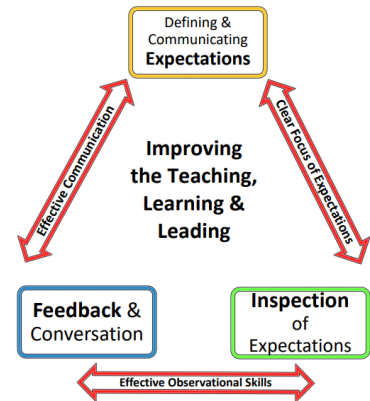 Defining &
Communicating
Expectations
Effective Communication
Clear Focus of Expectations
Improving
the Teaching,
Learning &
Leading
Feedback &
Conversation
Inspection
of
Expectations
Effective Observational Skills